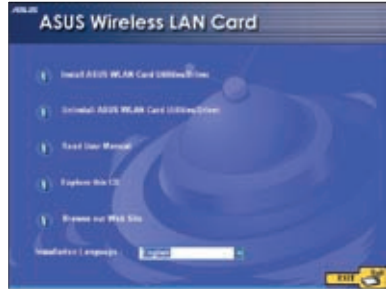 ASUS
ASUS Wireless LAN Card
Install ASUS WLAN Card Utilities/Driver
Uninstall ASUS WLAN Card Utilities/Driver
Read User Manual
Explore this CD
Browse our Web Site
Installation Language : English
EXIT